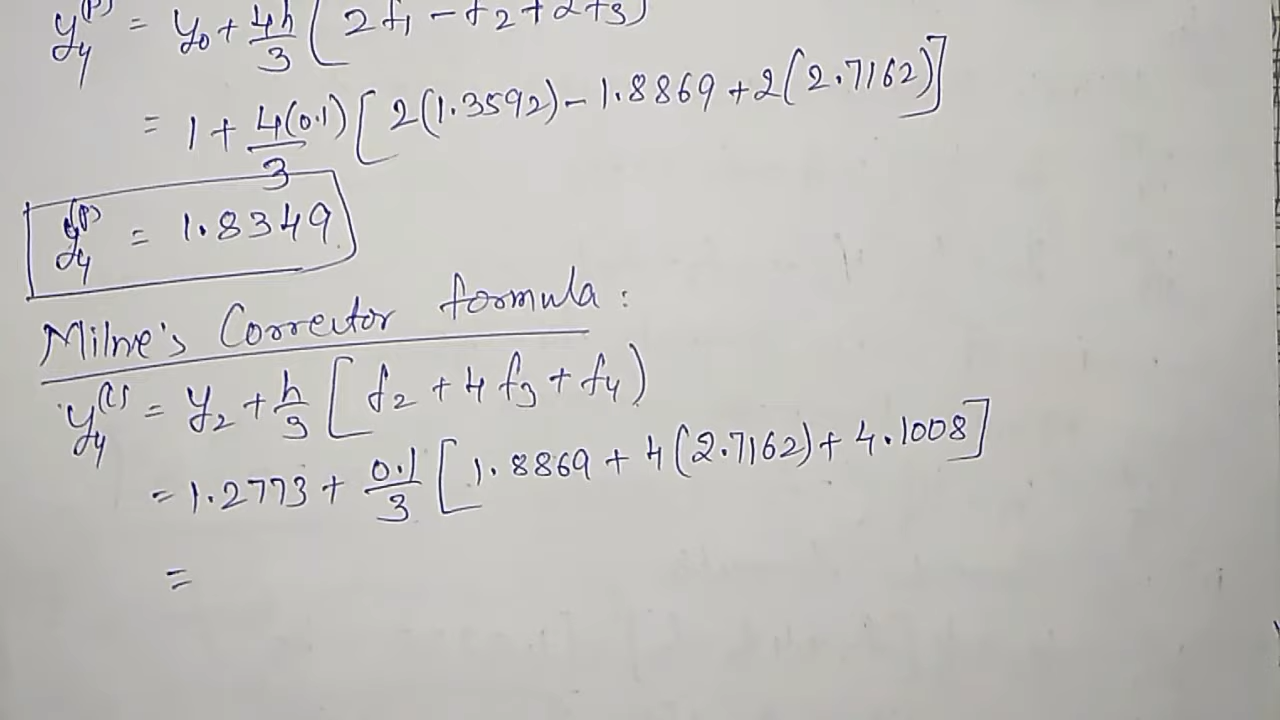 y₄⁽ᵖ⁾ = y₀ + 4h/3 [ 2f₁ - f₂ + 2f₃ )
= 1 + 4(0.1)/3 [ 2(1.3592) - 1.8869 + 2(2.7162) ]
y₄⁽ᵖ⁾ = 1.8349
Milne's Corrector formula :
y₄⁽ᶜ⁾ = y₂ + h/3 [ f₂ + 4f₃ + f₄ )
= 1.2773 + 0.1/3 [ 1.8869 + 4(2.7162) + 4.1008 ]
=